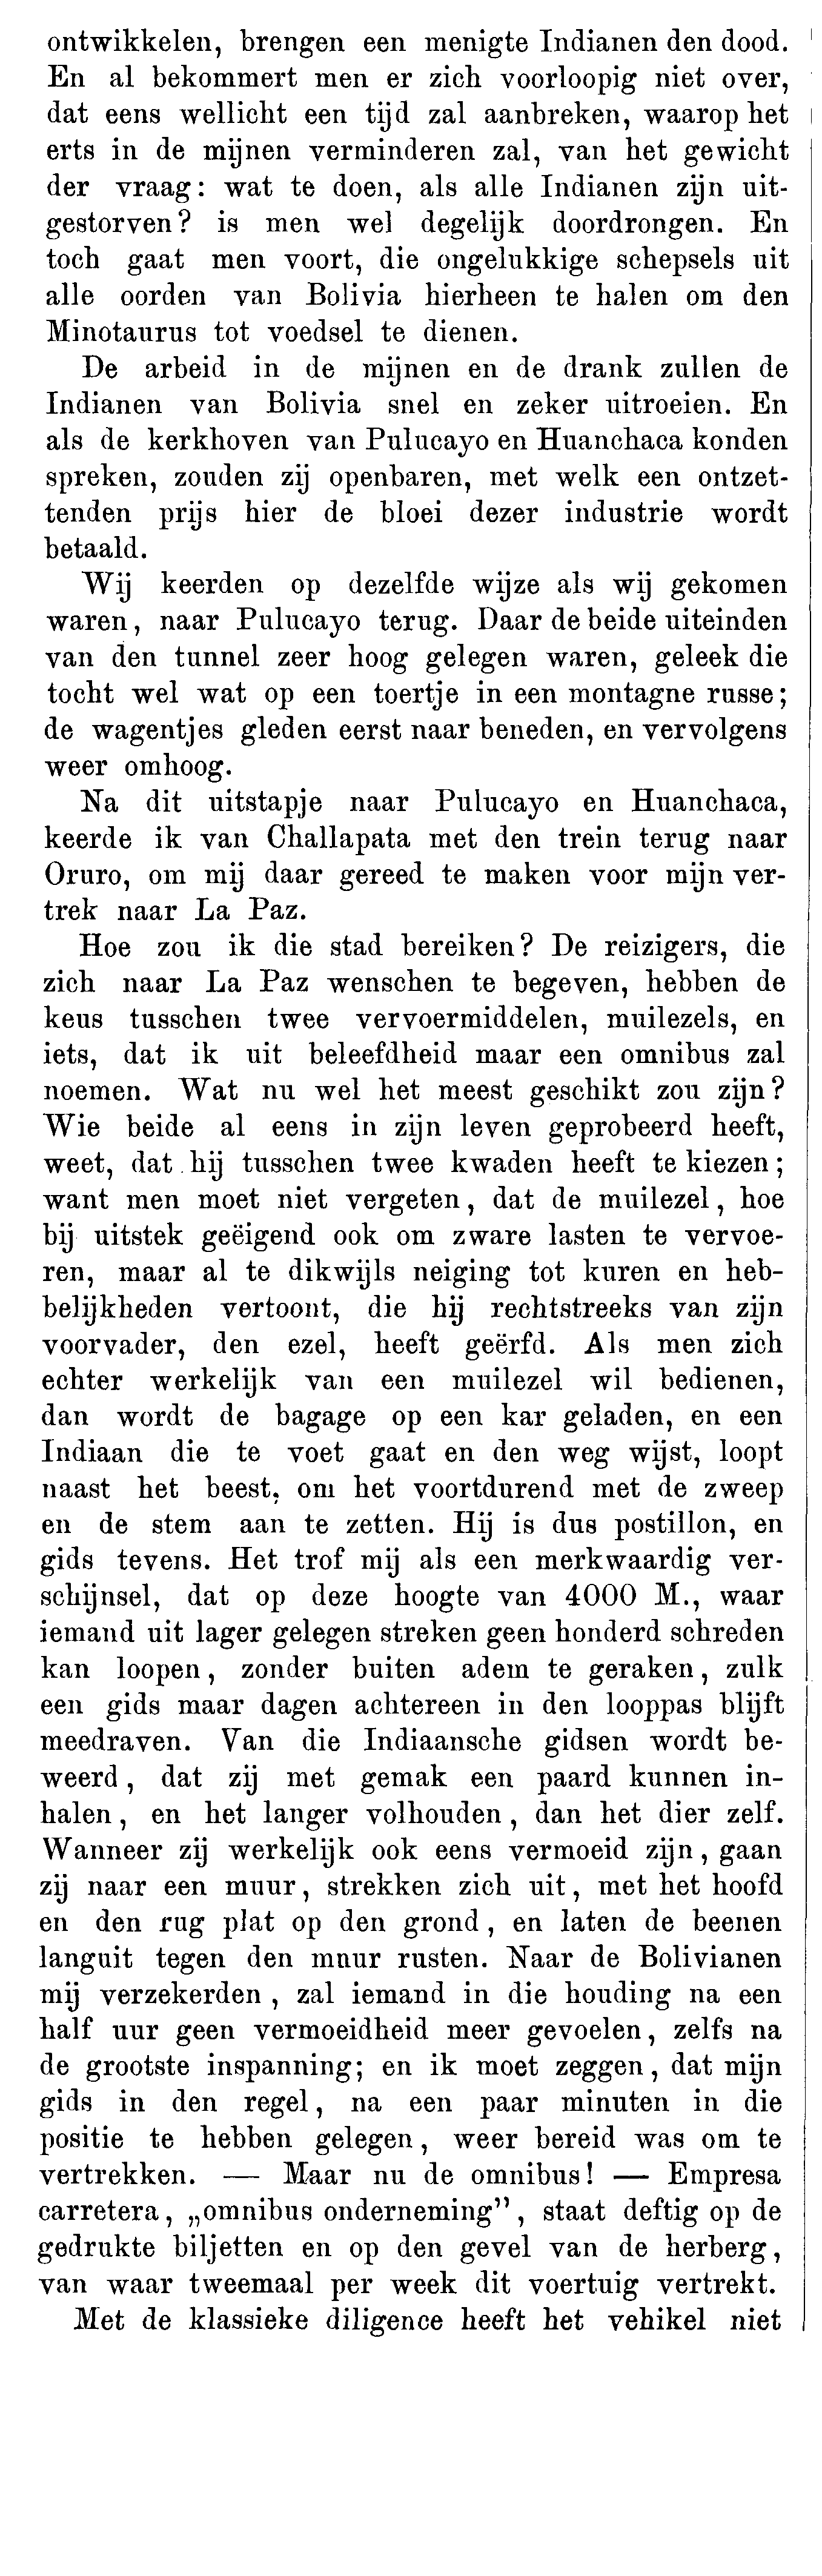 ontwikkelen, brengen een menigte Indianen den dood.
En al bekommert men er zich voorloopig niet over,
dat eens wellicht een tijd zal aanbreken, waarop het
erts in de mijnen verminderen zal, van het gewicht
der vraag: wat te doen, als alle Indianen zijn uit-
gestorven? is men wel degelijk doordrongen. En
toch gaat men voort, die ongelukkige schepsels uit
alle oorden van Bolivia hierheen te halen om den
Minotaurus tot voedsel te dienen.
De arbeid in de mijnen en de drank zullen de
Indianen van Bolivia snel en zeker uitroeien. En
als de kerkhoven van Pulucayo en Huanchaca konden
spreken, zouden zij openbaren, met welk een ontzet-
tenden prijs hier de bloei dezer industrie wordt
betaald.
Wij keerden op dezelfde wijze als wij gekomen
waren, naar Pulucayo terug. Daar de beide uiteinden
van den tunnel zeer hoog gelegen waren, geleek die
tocht wel wat op een toertje in een montagne russe;
de wagentjes gleden eerst naar beneden, en vervolgens
weer omhoog.
Na dit uitstapje naar Pulucayo en Huanchaca,
keerde ik van Challapata met den trein terug naar
Oruro, om mij daar gereed te maken voor mijn ver-
trek naar La Paz.
Hoe zou ik die stad bereiken? De reizigers, die
zich naar La Paz wenschen te begeven, hebben de
keus tusschen twee vervoermiddelen, muilezels, en
iets, dat ik uit beleefdheid maar een omnibus zal
noemen. Wat nu wel het meest geschikt zou zijn?
Wie beide al eens in zijn leven geprobeerd heeft,
weet, dat hij tusschen twee kwaden heeft te kiezen;
want men moet niet vergeten, dat de muilezel, hoe
bij uitstek geëigend ook om zware lasten te vervoe-
ren, maar al te dikwijls neiging tot kuren en heb-
belijkheden vertoont, die hij rechtstreeks van zijn
voorvader, den ezel, heeft geërfd. Als men zich
echter werkelijk van een muilezel wil bedienen,
dan wordt de bagage op een kar geladen, en een
Indiaan die te voet gaat en den weg wijst, loopt
naast het beest, om het voortdurend met de zweep
en de stem aan te zetten. Hij is dus postillon, en
gids tevens. Het trof mij als een merkwaardig ver-
schijnsel, dat op deze hoogte van 4000 M., waar
iemand uit lager gelegen streken geen honderd schreden
kan loopen, zonder buiten adem te geraken, zulk
een gids maar dagen achtereen in den looppas blijft
meedraven. Van die Indiaansche gidsen wordt be-
weerd, dat zij met gemak een paard kunnen in-
halen, en het langer volhouden, dan het dier zelf.
Wanneer zij werkelijk ook eens vermoeid zijn, gaan
zij naar een muur, strekken zich uit, met het hoofd
en den rug plat op den grond, en laten de beenen
languit tegen den muur rusten. Naar de Bolivianen
mij verzekerden, zal iemand in die houding na een
half uur geen vermoeidheid meer gevoelen, zelfs na
de grootste inspanning; en ik moet zeggen, dat mijn
gids in den regel, na een paar minuten in die
positie te hebben gelegen, weer bereid was om te
vertrekken. — Maar nu de omnibus! — Empresa
carretera, „omnibus onderneming”, staat deftig op de
gedrukte biljetten en op den gevel van de herberg,
van waar tweemaal per week dit voertuig vertrekt.
Met de klassieke diligence heeft het vehikel niet